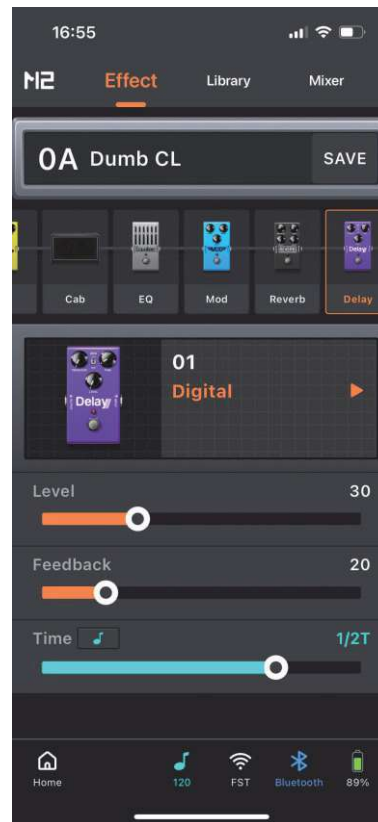 16:55
M2 Effect Library Mixer
0A Dumb CL SAVE
Cab EQ Mod Reverb Delay
01
Digital
Delay
Level 30
Feedback 20
Time 1/2T
Home 120 FST Bluetooth 89%